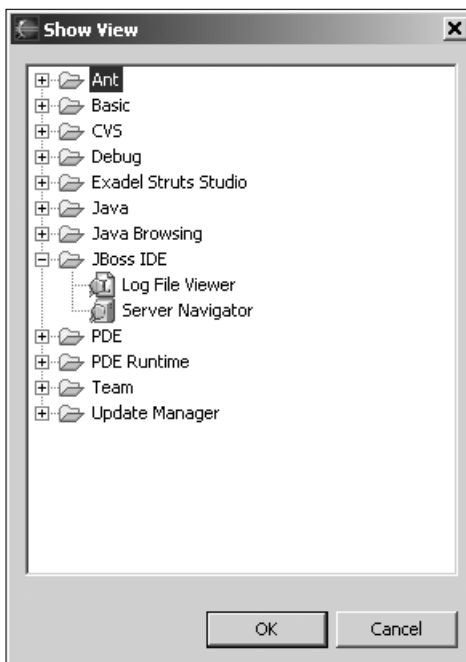 Show View
Ant
Basic
CVS
Debug
Exadel Struts Studio
Java
Java Browsing
JBoss IDE
Log File Viewer
Server Navigator
PDE
PDE Runtime
Team
Update Manager
OK
Cancel